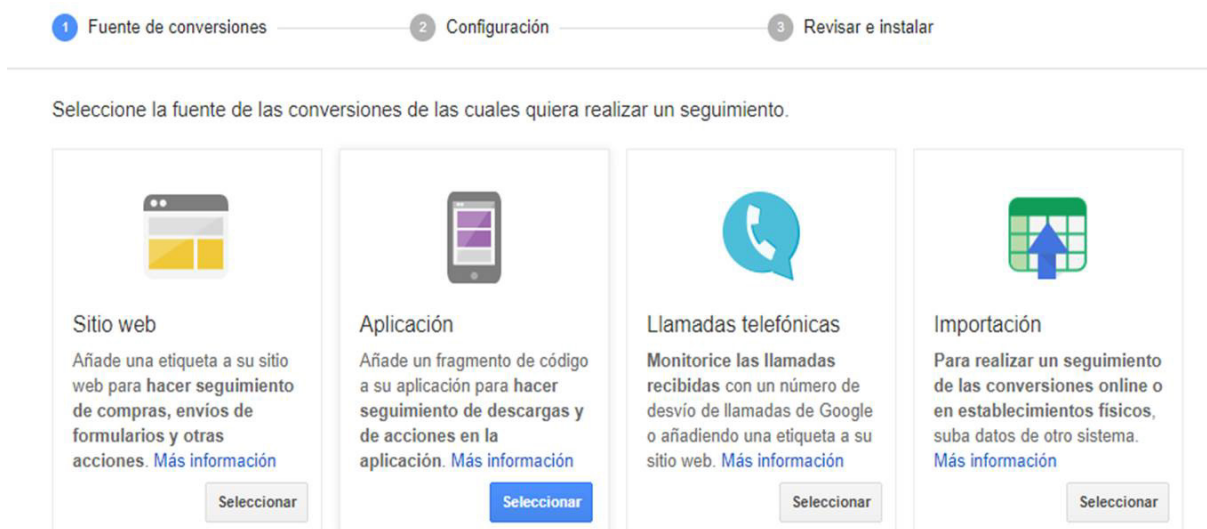 1 Fuente de conversiones
2 Configuración
3 Revisar e instalar
Seleccione la fuente de las conversiones de las cuales quiera realizar un seguimiento.
Sitio web
Añade una etiqueta a su sitio
web para hacer seguimiento
de compras, envíos de
formularios y otras
acciones. Más información
Seleccionar
Aplicación
Añade un fragmento de código
a su aplicación para hacer
seguimiento de descargas y
de acciones en la
aplicación. Más información
Seleccionar
Llamadas telefónicas
Monitorice las llamadas
recibidas con un número de
desvío de llamadas de Google
o añadiendo una etiqueta a su
sitio web. Más información
Seleccionar
Importación
Para realizar un seguimiento
de las conversiones online o
en establecimientos físicos,
suba datos de otro sistema.
Más información
Seleccionar